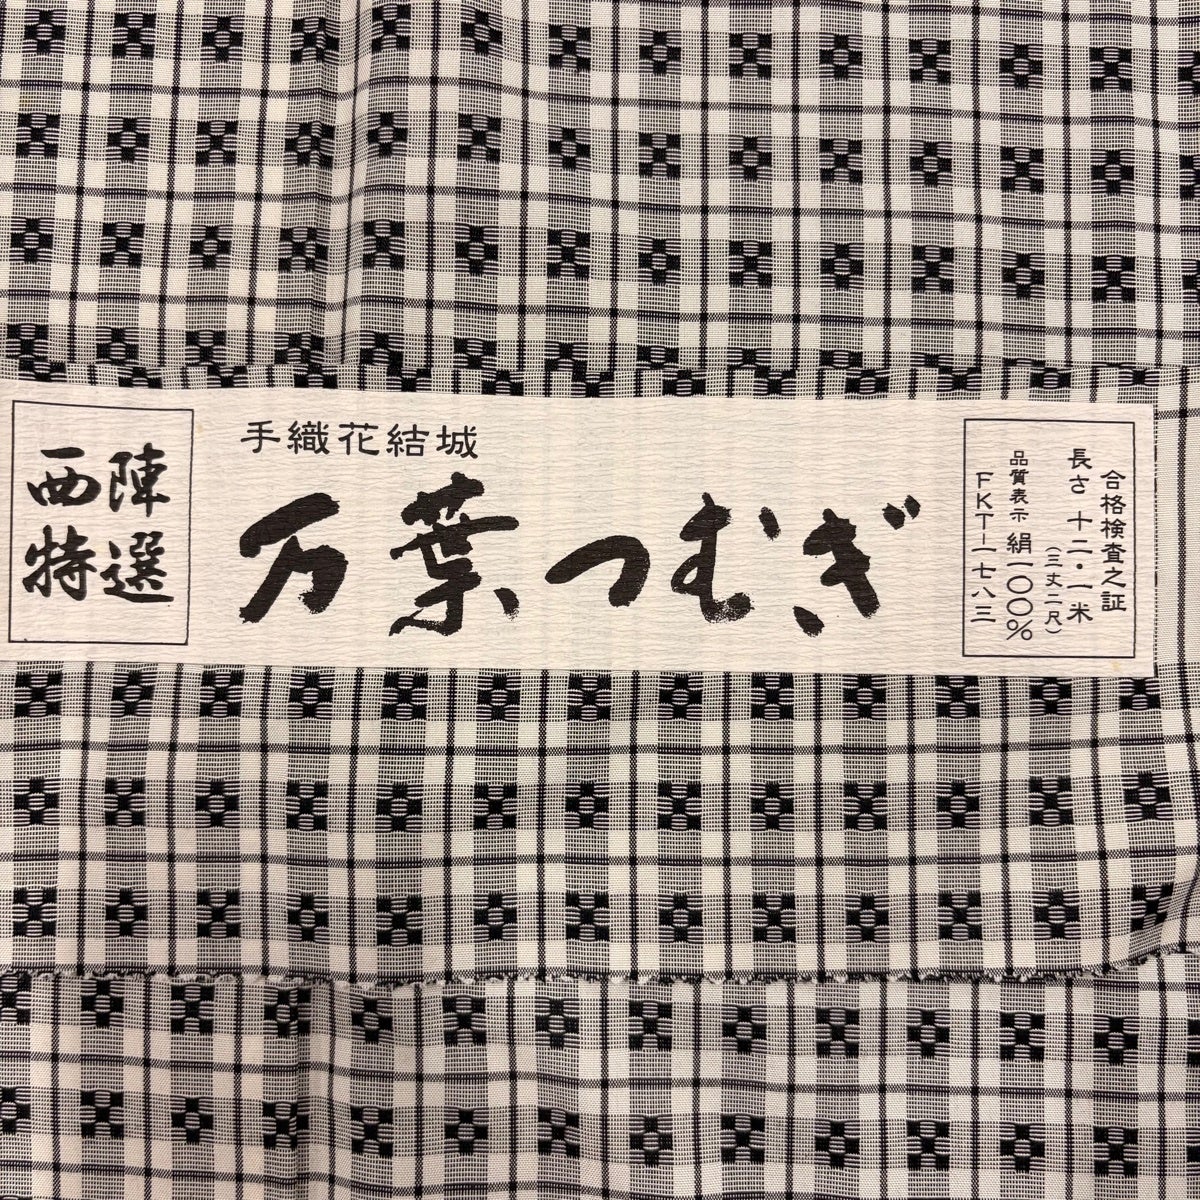 西陣
特選
手織花結城
万葉つむぎ
合格検査之証
長さ 十二・一米
(三丈二尺)
品質表示 絹一〇〇%
FKT-一七八三